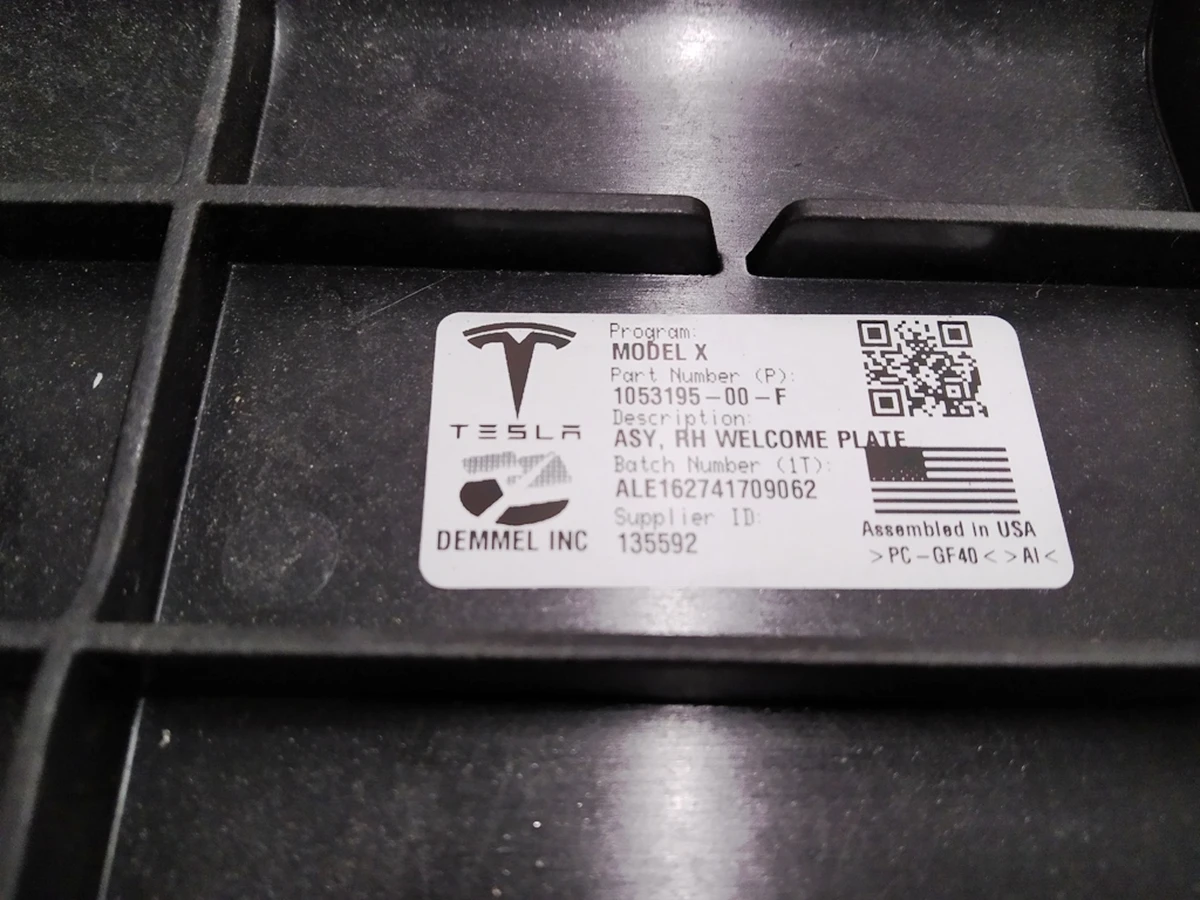 TESLA
DEMMEL INC
Program:
MODEL X
Part Number (P):
1053195-00-F
Description:
ASY, RH WELCOME PLATE
Batch Number (1T):
ALE162741709062
Supplier ID:
135592
Assembled in USA
>PC-GF40< >Al<